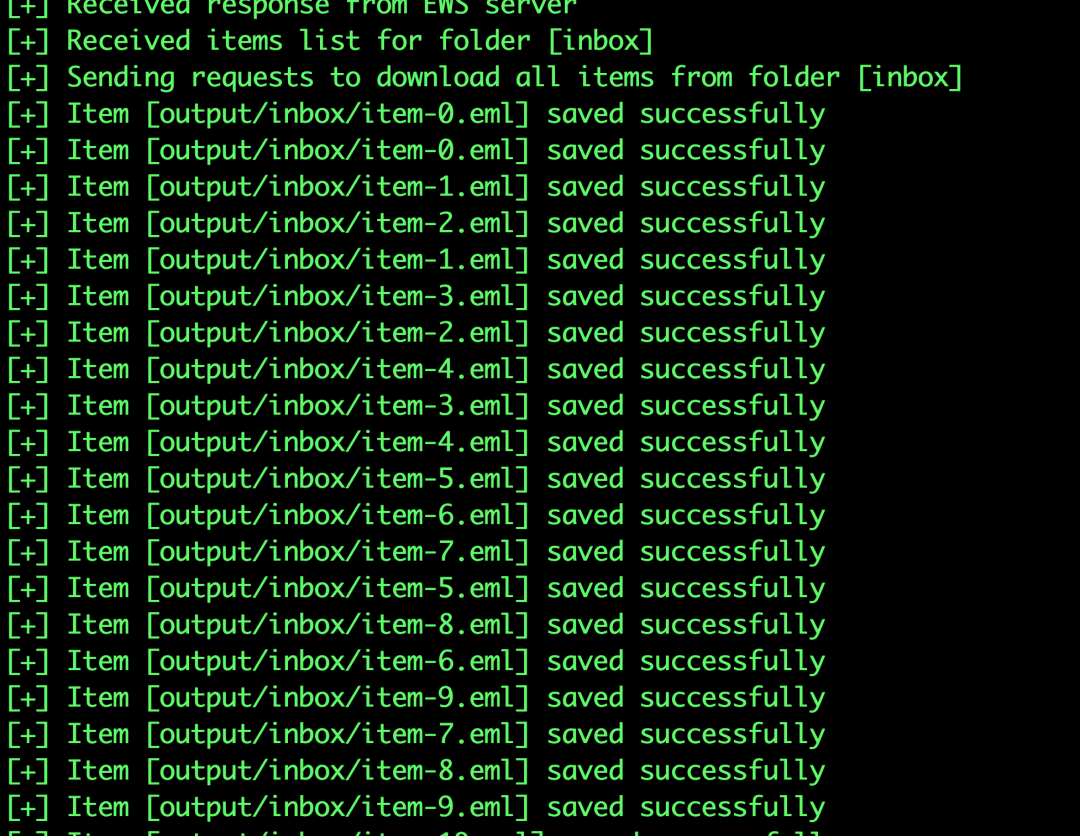 [+] Received response from EWS server
[+] Received items list for folder [inbox]
[+] Sending requests to download all items from folder [inbox]
[+] Item [output/inbox/item-0.eml] saved successfully
[+] Item [output/inbox/item-0.eml] saved successfully
[+] Item [output/inbox/item-1.eml] saved successfully
[+] Item [output/inbox/item-2.eml] saved successfully
[+] Item [output/inbox/item-1.eml] saved successfully
[+] Item [output/inbox/item-3.eml] saved successfully
[+] Item [output/inbox/item-2.eml] saved successfully
[+] Item [output/inbox/item-4.eml] saved successfully
[+] Item [output/inbox/item-3.eml] saved successfully
[+] Item [output/inbox/item-4.eml] saved successfully
[+] Item [output/inbox/item-5.eml] saved successfully
[+] Item [output/inbox/item-6.eml] saved successfully
[+] Item [output/inbox/item-7.eml] saved successfully
[+] Item [output/inbox/item-5.eml] saved successfully
[+] Item [output/inbox/item-8.eml] saved successfully
[+] Item [output/inbox/item-6.eml] saved successfully
[+] Item [output/inbox/item-9.eml] saved successfully
[+] Item [output/inbox/item-7.eml] saved successfully
[+] Item [output/inbox/item-8.eml] saved successfully
[+] Item [output/inbox/item-9.eml] saved successfully